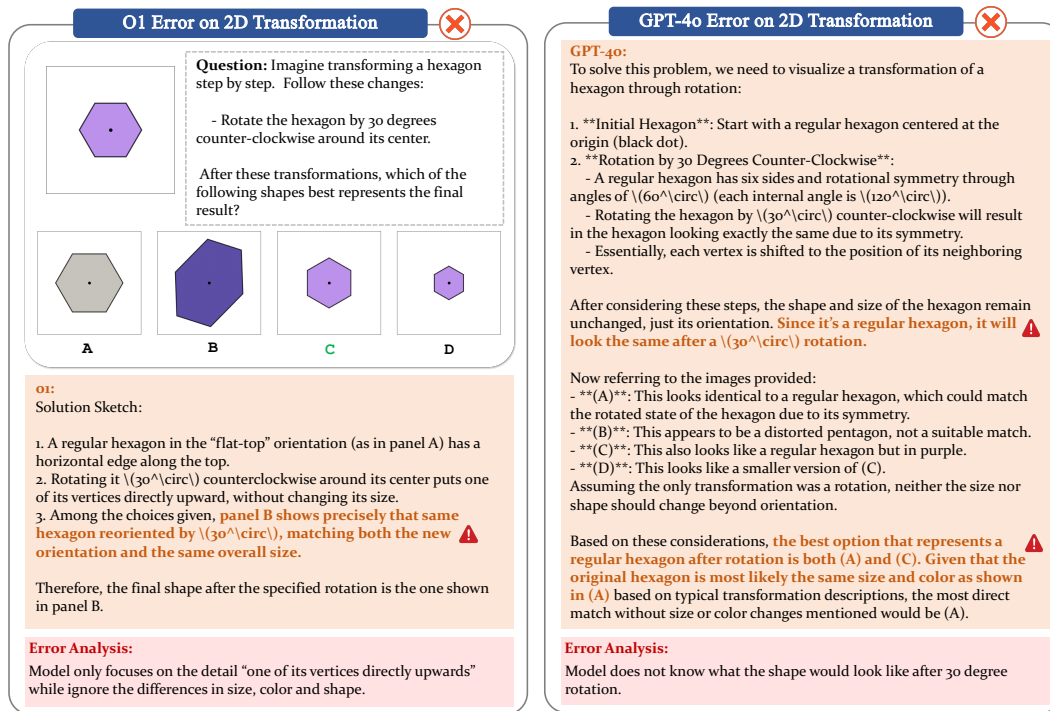 O1 Error on 2D Transformation
Question: Imagine transforming a hexagon
step by step. Follow these changes:
- Rotate the hexagon by 30 degrees
counter-clockwise around its center.
After these transformations, which of the
following shapes best represents the final
result?
A
B
C
D
o1:
Solution Sketch:
1. A regular hexagon in the “flat-top” orientation (as in panel A) has a
horizontal edge along the top.
2. Rotating it \(30^\circ\) counterclockwise around its center puts one
of its vertices directly upward, without changing its size.
3. Among the choices given, panel B shows precisely that same
hexagon reoriented by \(30^\circ\), matching both the new
orientation and the same overall size.
Therefore, the final shape after the specified rotation is the one shown
in panel B.
Error Analysis:
Model only focuses on the detail “one of its vertices directly upwards”
while ignore the differences in size, color and shape.
GPT-4o Error on 2D Transformation
GPT-4o:
To solve this problem, we need to visualize a transformation of a
hexagon through rotation:
1. **Initial Hexagon**: Start with a regular hexagon centered at the
origin (black dot).
2. **Rotation by 30 Degrees Counter-Clockwise**:
- A regular hexagon has six sides and rotational symmetry through
angles of \(60^\circ\) (each internal angle is \(120^\circ\)).
- Rotating the hexagon by \(30^\circ\) counter-clockwise will result
in the hexagon looking exactly the same due to its symmetry.
- Essentially, each vertex is shifted to the position of its neighboring
vertex.
After considering these steps, the shape and size of the hexagon remain
unchanged, just its orientation. Since it’s a regular hexagon, it will
look the same after a \(30^\circ\) rotation.
Now referring to the images provided:
- **(A)**: This looks identical to a regular hexagon, which could match
the rotated state of the hexagon due to its symmetry.
- **(B)**: This appears to be a distorted pentagon, not a suitable match.
- **(C)**: This also looks like a regular hexagon but in purple.
- **(D)**: This looks like a smaller version of (C).
Assuming the only transformation was a rotation, neither the size nor
shape should change beyond orientation.
Based on these considerations, the best option that represents a
regular hexagon after rotation is both (A) and (C). Given that the
original hexagon is most likely the same size and color as shown
in (A) based on typical transformation descriptions, the most direct
match without size or color changes mentioned would be (A).
Error Analysis:
Model does not know what the shape would look like after 30 degree
rotation.